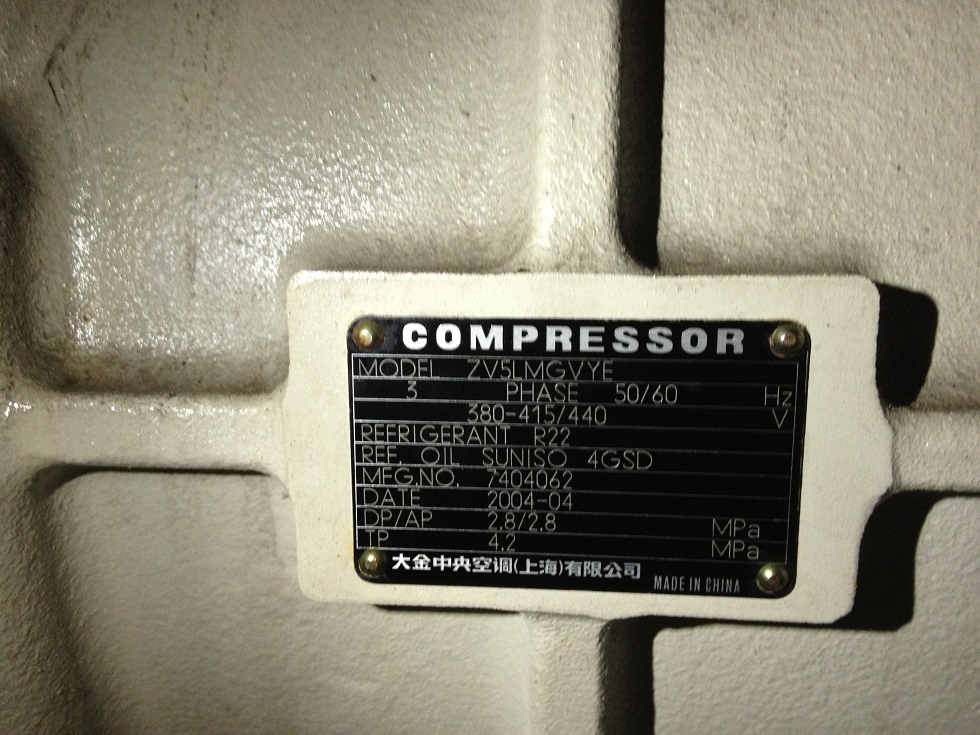 COMPRESSOR
MODEL ZV5LMGVYE
3 PHASE 50/60 Hz
380-415/440 V
REFRIGERANT R22
REF. OIL SUNISO 4GSD
MFG.NO. 7404062
DATE 2004-04
DP/AP 2.8/2.8 MPa
TP 4.2 MPa
大金中央空调(上海)有限公司
MADE IN CHINA